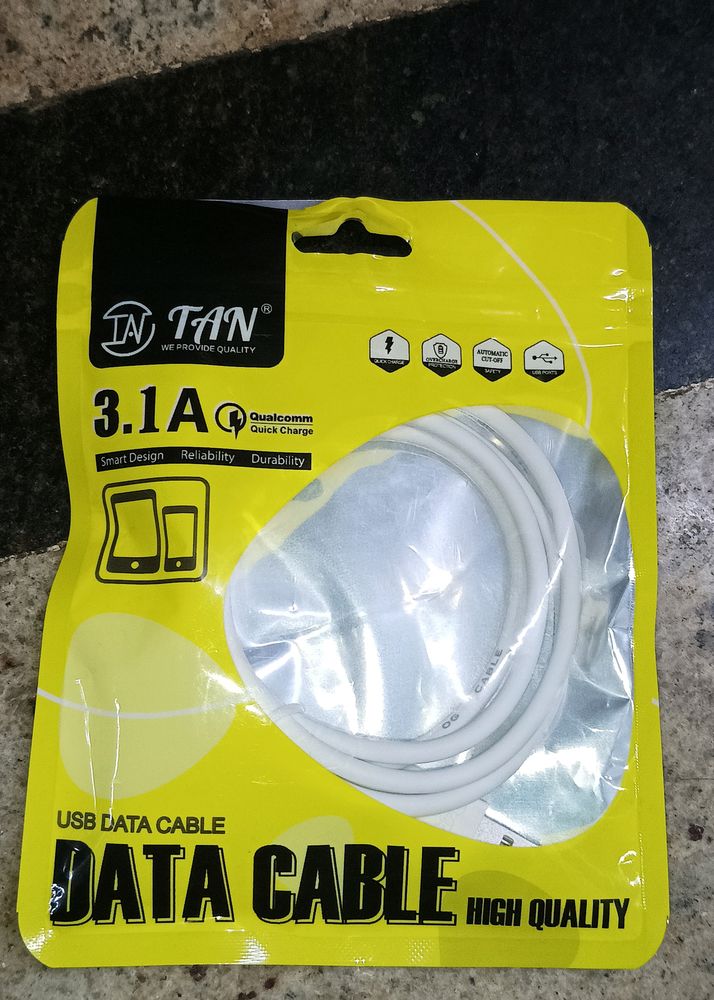 TAN®
WE PROVIDE QUALITY
QUICK CHARGE
OVERCHARGE
PROTECTION
AUTOMATIC
CUT-OFF
SAFETY
USB PORTS
3.1A
Qualcomm
Quick Charge
Smart Design Reliability Durability
CABLE
USB DATA CABLE
DATA CABLE HIGH QUALITY